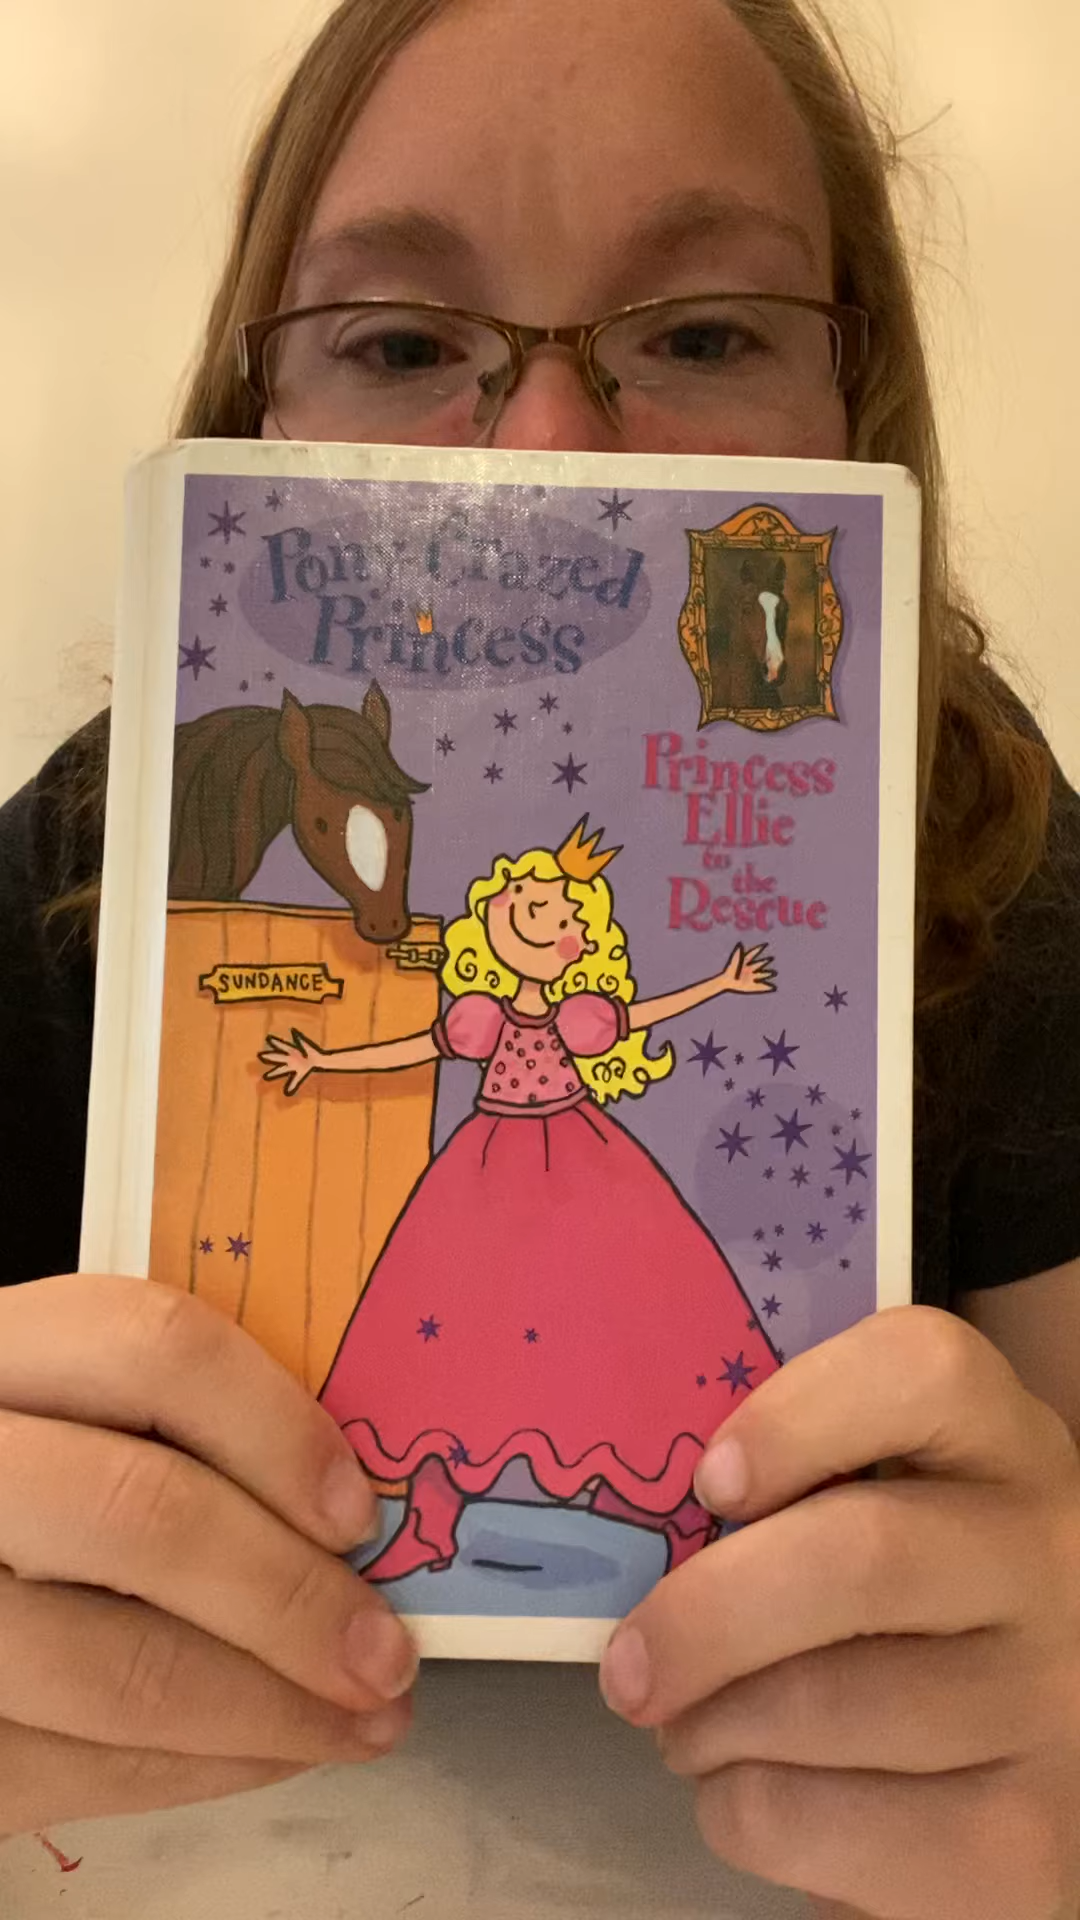 Pony-Crazed
Princess
Princess
Ellie
to the
Rescue
SUNDANCE